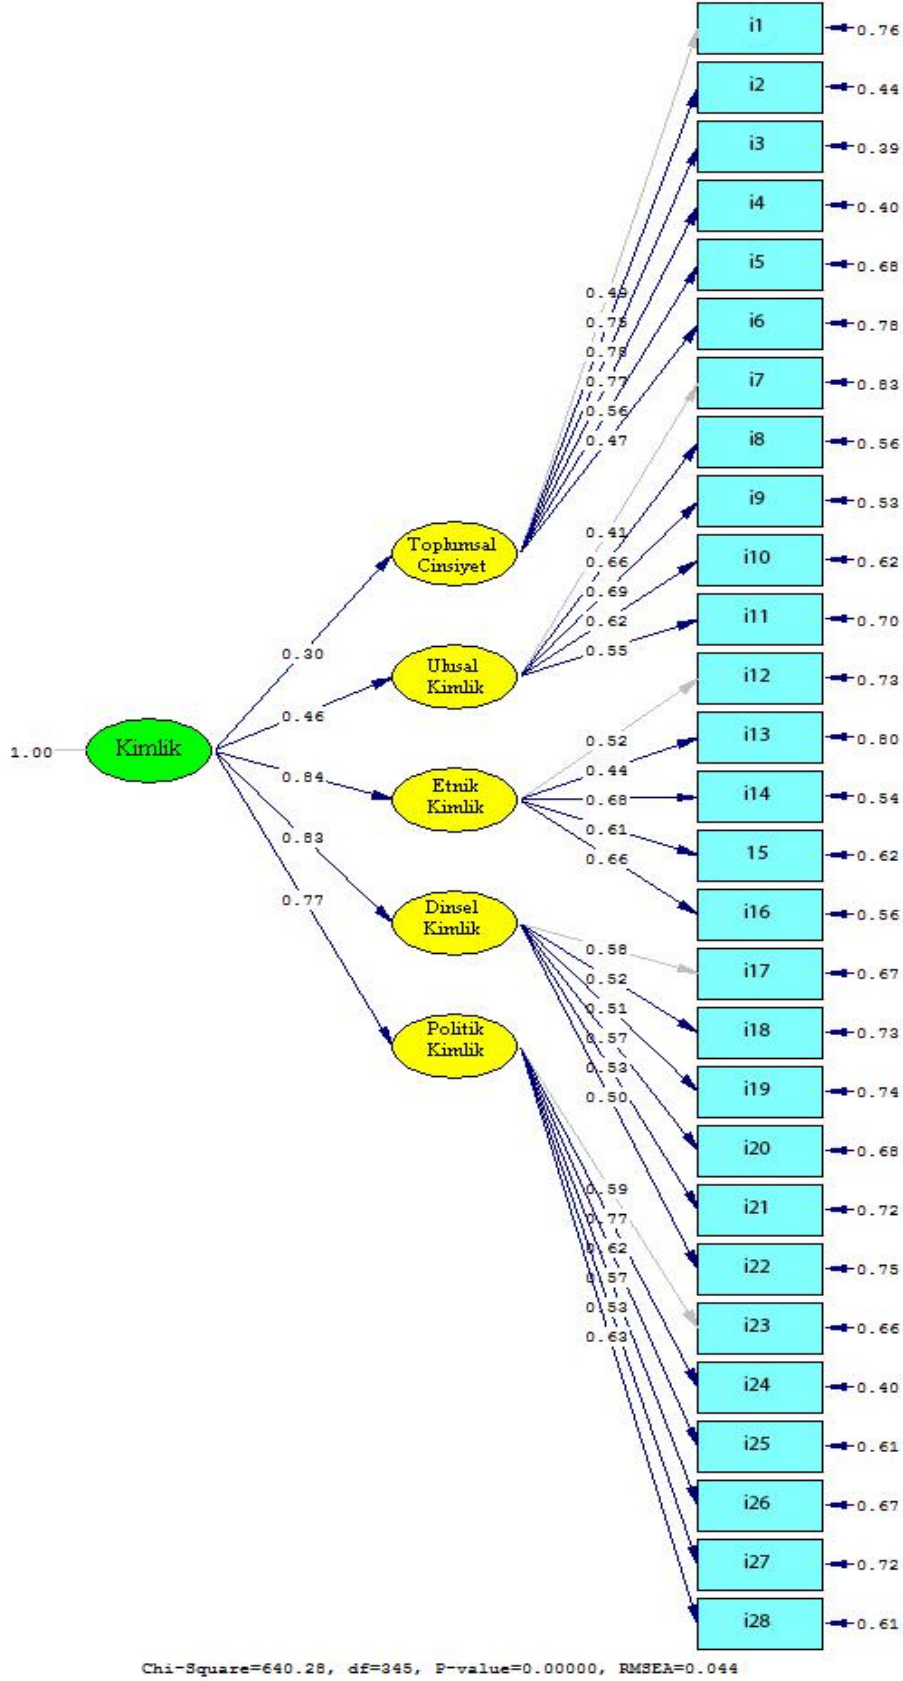 i1
0.76
i2
0.44
i3
0.39
i4
0.40
i5
0.68
i6
0.78
i7
0.83
i8
0.56
i9
0.53
i10
0.62
i11
0.70
i12
0.73
i13
0.80
i14
0.54
15
0.62
i16
0.56
i17
0.67
i18
0.73
i19
0.74
i20
0.68
i21
0.72
i22
0.75
i23
0.66
i24
0.40
i25
0.61
i26
0.67
i27
0.72
i28
0.61
0.49
0.75
0.78
0.77
0.56
0.47
Toplumsal
Cinsiyet
0.41
0.66
0.69
0.62
0.55
Ulusal
Kimlik
0.52
0.44
0.68
0.61
0.66
Etnik
Kimlik
0.58
0.52
0.51
0.57
0.53
0.50
Dinsel
Kimlik
0.59
0.77
0.62
0.57
0.53
0.63
Politik
Kimlik
0.30
0.46
0.84
0.83
0.77
1.00
Kimlik
Chi-Square=640.28, df=345, P-value=0.00000, RMSEA=0.044